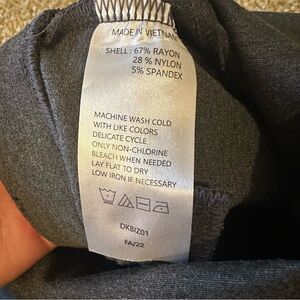 MADE IN VIETNAM
SHELL : 67% RAYON
28 % NYLON
5% SPANDEX
MACHINE WASH COLD
WITH LIKE COLORS
DELICATE CYCLE
ONLY NON-CHLORINE
BLEACH WHEN NEEDED
LAY FLAT TO DRY
LOW IRON IF NECESSARY
DKBIZ01
FA/22